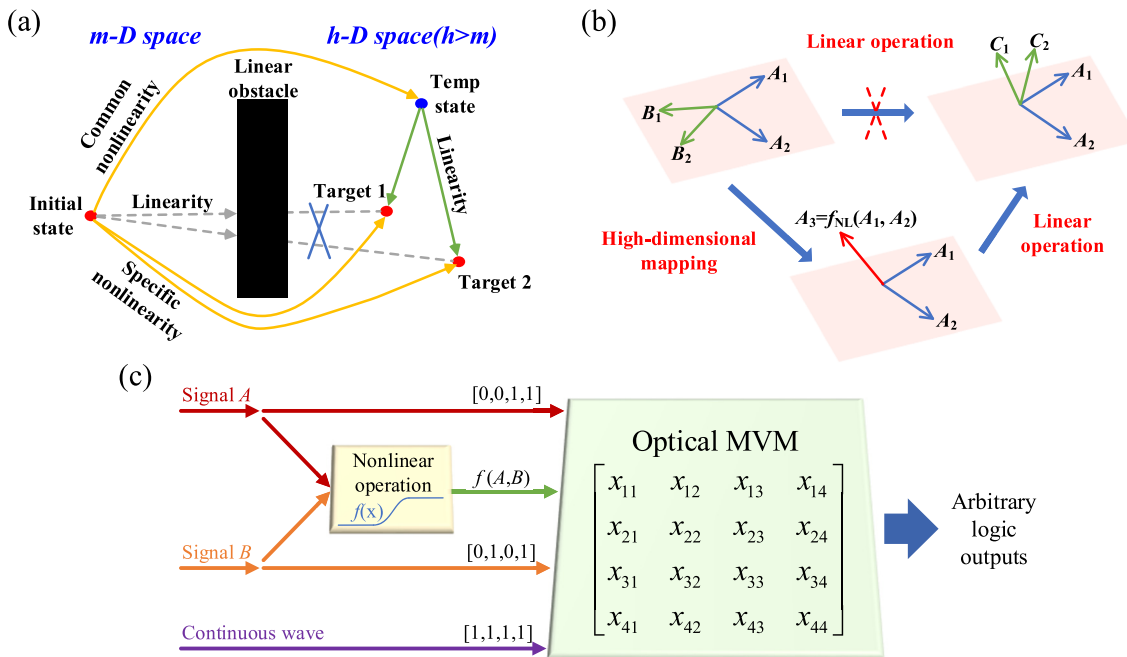 (a)
m-D space
h-D space(h>m)
Linear
obstacle
Temp
state
Common
nonlinearity
Linearity
Target 1
Linearity
Initial
state
Target 2
Specific
nonlinearity
(b)
Linear operation
A1
A2
B1
B2
C1
C2
A1
A2
High-dimensional
mapping
A3=fNL(A1, A2)
A1
A2
Linear
operation
(c)
Signal A
[0,0,1,1]
Nonlinear
operation
f(x)
f(A,B)
Signal B
[0,1,0,1]
Continuous wave
[1,1,1,1]
Optical MVM
x11 x12 x13 x14
x21 x22 x23 x24
x31 x32 x33 x34
x41 x42 x43 x44
Arbitrary
logic
outputs